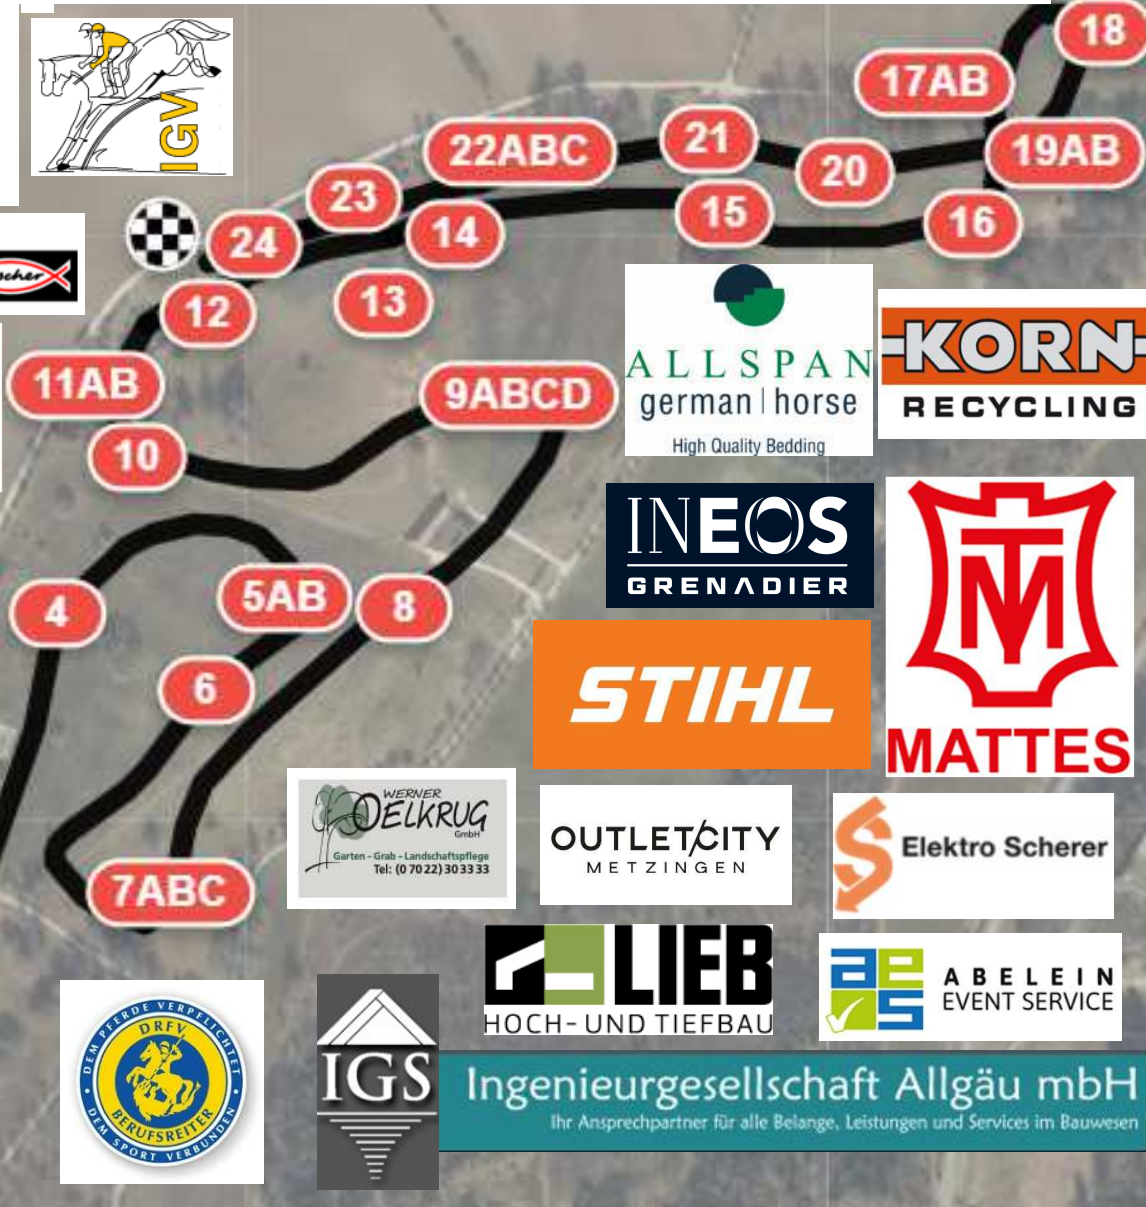 18
17AB
IGV
21
22ABC
19AB
20
23
15
16
14
24
13
12
11AB
9ABCD
ALLSPAN
german | horse
High Quality Bedding
KORN
RECYCLING
10
INEOS
GRENADIER
TM
MATTES
4
5AB
8
6
STIHL
WERNER
OELKRUG
GmbH
Garten - Grab - Landschaftspflege
Tel: (0 70 22) 30 33 33
OUTLETCITY
METZINGEN
Elektro Scherer
7ABC
LIEB
HOCH- UND TIEFBAU
aes
ABELEIN
EVENT SERVICE
DEM PFERDE VERPFLICHTET
DRFV
BERUFSREITER
DEM SPORT VERBUNDEN
IGS
Ingenieurgesellschaft Allgäu mbH
Ihr Ansprechpartner für alle Belange, Leistungen und Services im Bauwesen